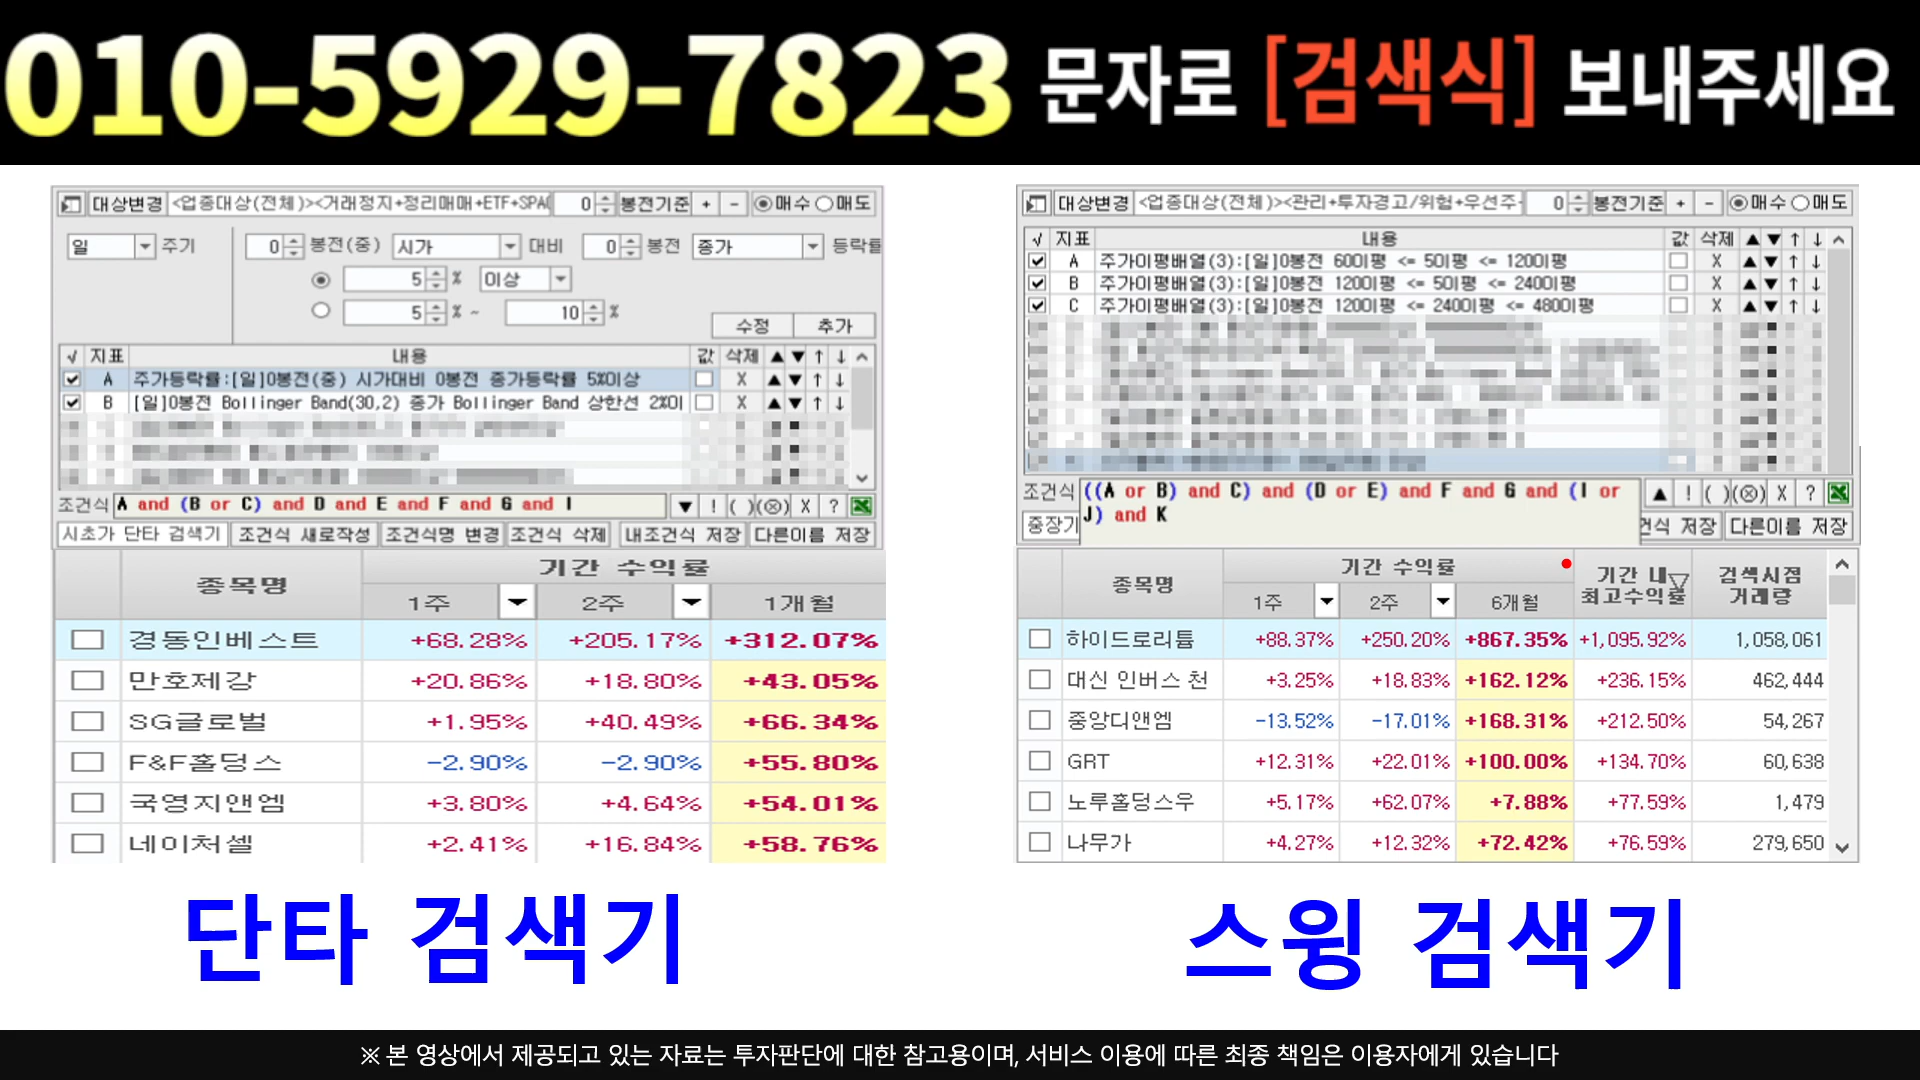 010-5929-7823 문자로 [검색식] 보내주세요
대상변경 <업종대상(전체)><거래정지+정리매매+ETF+SPA 0 봉전기준 + - 매수 매도
일 주기 0 봉전(중) 시가 대비 0 봉전 종가 등락률
5 % 이상
5 % ~ 10 %
수정 추가
√ 지표 내용 값 삭제 ▲ ▼ ↑ ↓
A 주가등락률:[일]0봉전(중) 시가대비 0봉전 종가등락률 5%이상 X ▲ ▼ ↑ ↓
B [일]0봉전 Bollinger Band(30,2) 종가 Bollinger Band 상한선 2%이 X ▲ ▼ ↑ ↓
조건식 A and (B or C) and D and E and F and G and I ▼ ! ( ) (⊗) X ?
시초가 단타 검색기 조건식 새로작성 조건식명 변경 조건식 삭제 내조건식 저장 다른이름 저장
종목명 기간 수익률
1주 2주 1개월
경동인베스트 +68.28% +205.17% +312.07%
만호제강 +20.86% +18.80% +43.05%
SG글로벌 +1.95% +40.49% +66.34%
F&F홀딩스 -2.90% -2.90% +55.80%
국영지앤엠 +3.80% +4.64% +54.01%
네이처셀 +2.41% +16.84% +58.76%
단타 검색기
대상변경 <업종대상(전체)><관리+투자경고/위험+우선주+ 0 봉전기준 + - 매수 매도
√ 지표 내용 값 삭제 ▲ ▼ ↑ ↓
A 주가이평배열(3):[일]0봉전 60이평 <= 5이평 <= 120이평 X ▲ ▼ ↑ ↓
B 주가이평배열(3):[일]0봉전 120이평 <= 5이평 <= 240이평 X ▲ ▼ ↑ ↓
C 주가이평배열(3):[일]0봉전 120이평 <= 240이평 <= 480이평 X ▲ ▼ ↑ ↓
조건식 ((A or B) and C) and (D or E) and F and G and (I or ▲ ! ( ) (⊗) X ?
중장기 J) and K 건식 저장 다른이름 저장
종목명 기간 수익률 기간 내 최고수익률 검색시점 거래량
1주 2주 6개월
하이드로리튬 +88.37% +250.20% +867.35% +1,095.92% 1,058,061
대신 인버스 천 +3.25% +18.83% +162.12% +236.15% 462,444
중앙디앤엠 -13.52% -17.01% +168.31% +212.50% 54,267
GRT +12.31% +22.01% +100.00% +134.70% 60,638
노루홀딩스우 +5.17% +62.07% +7.88% +77.59% 1,479
나무가 +4.27% +12.32% +72.42% +76.59% 279,650
스윙 검색기
※ 본 영상에서 제공되고 있는 자료는 투자판단에 대한 참고용이며, 서비스 이용에 따른 최종 책임은 이용자에게 있습니다